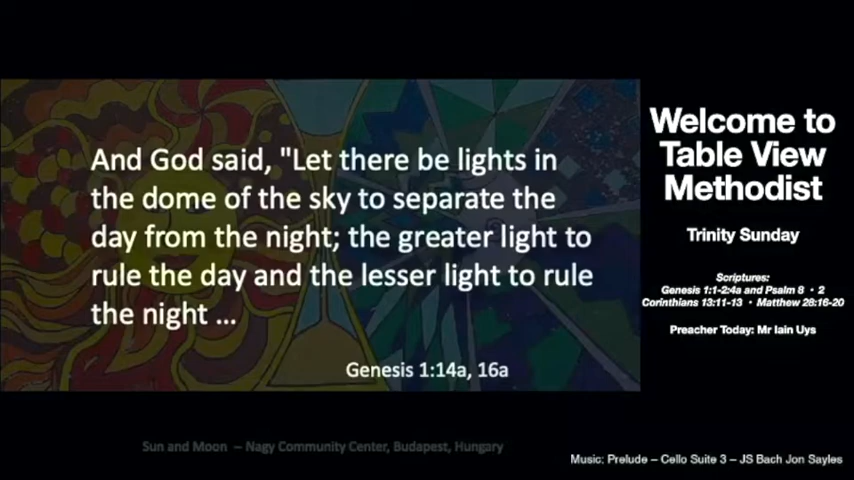 And God said, "Let there be lights in
the dome of the sky to separate the
day from the night; the greater light to
rule the day and the lesser light to rule
the night ...
Genesis 1:14a, 16a
Sun and Moon – Nagy Community Center, Budapest, Hungary
Welcome to
Table View
Methodist
Trinity Sunday
Scriptures:
Genesis 1:1-2:4a and Psalm 8 • 2
Corinthians 13:11-13 • Matthew 28:16-20
Preacher Today: Mr Iain Uys
Music: Prelude – Cello Suite 3 – JS Bach Jon Sayles